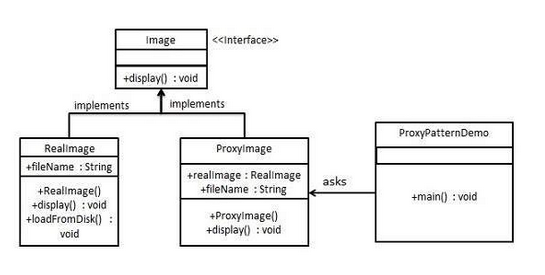 Image
<<Interface>>
+display() : void
implements
implements
RealImage
+fileName : String
+RealImage()
+display() : void
+loadFromDisk() :
void
ProxyImage
+realImage : RealImage
+fileName : String
+ProxyImage()
+display() : void
asks
ProxyPatternDemo
+main() : void